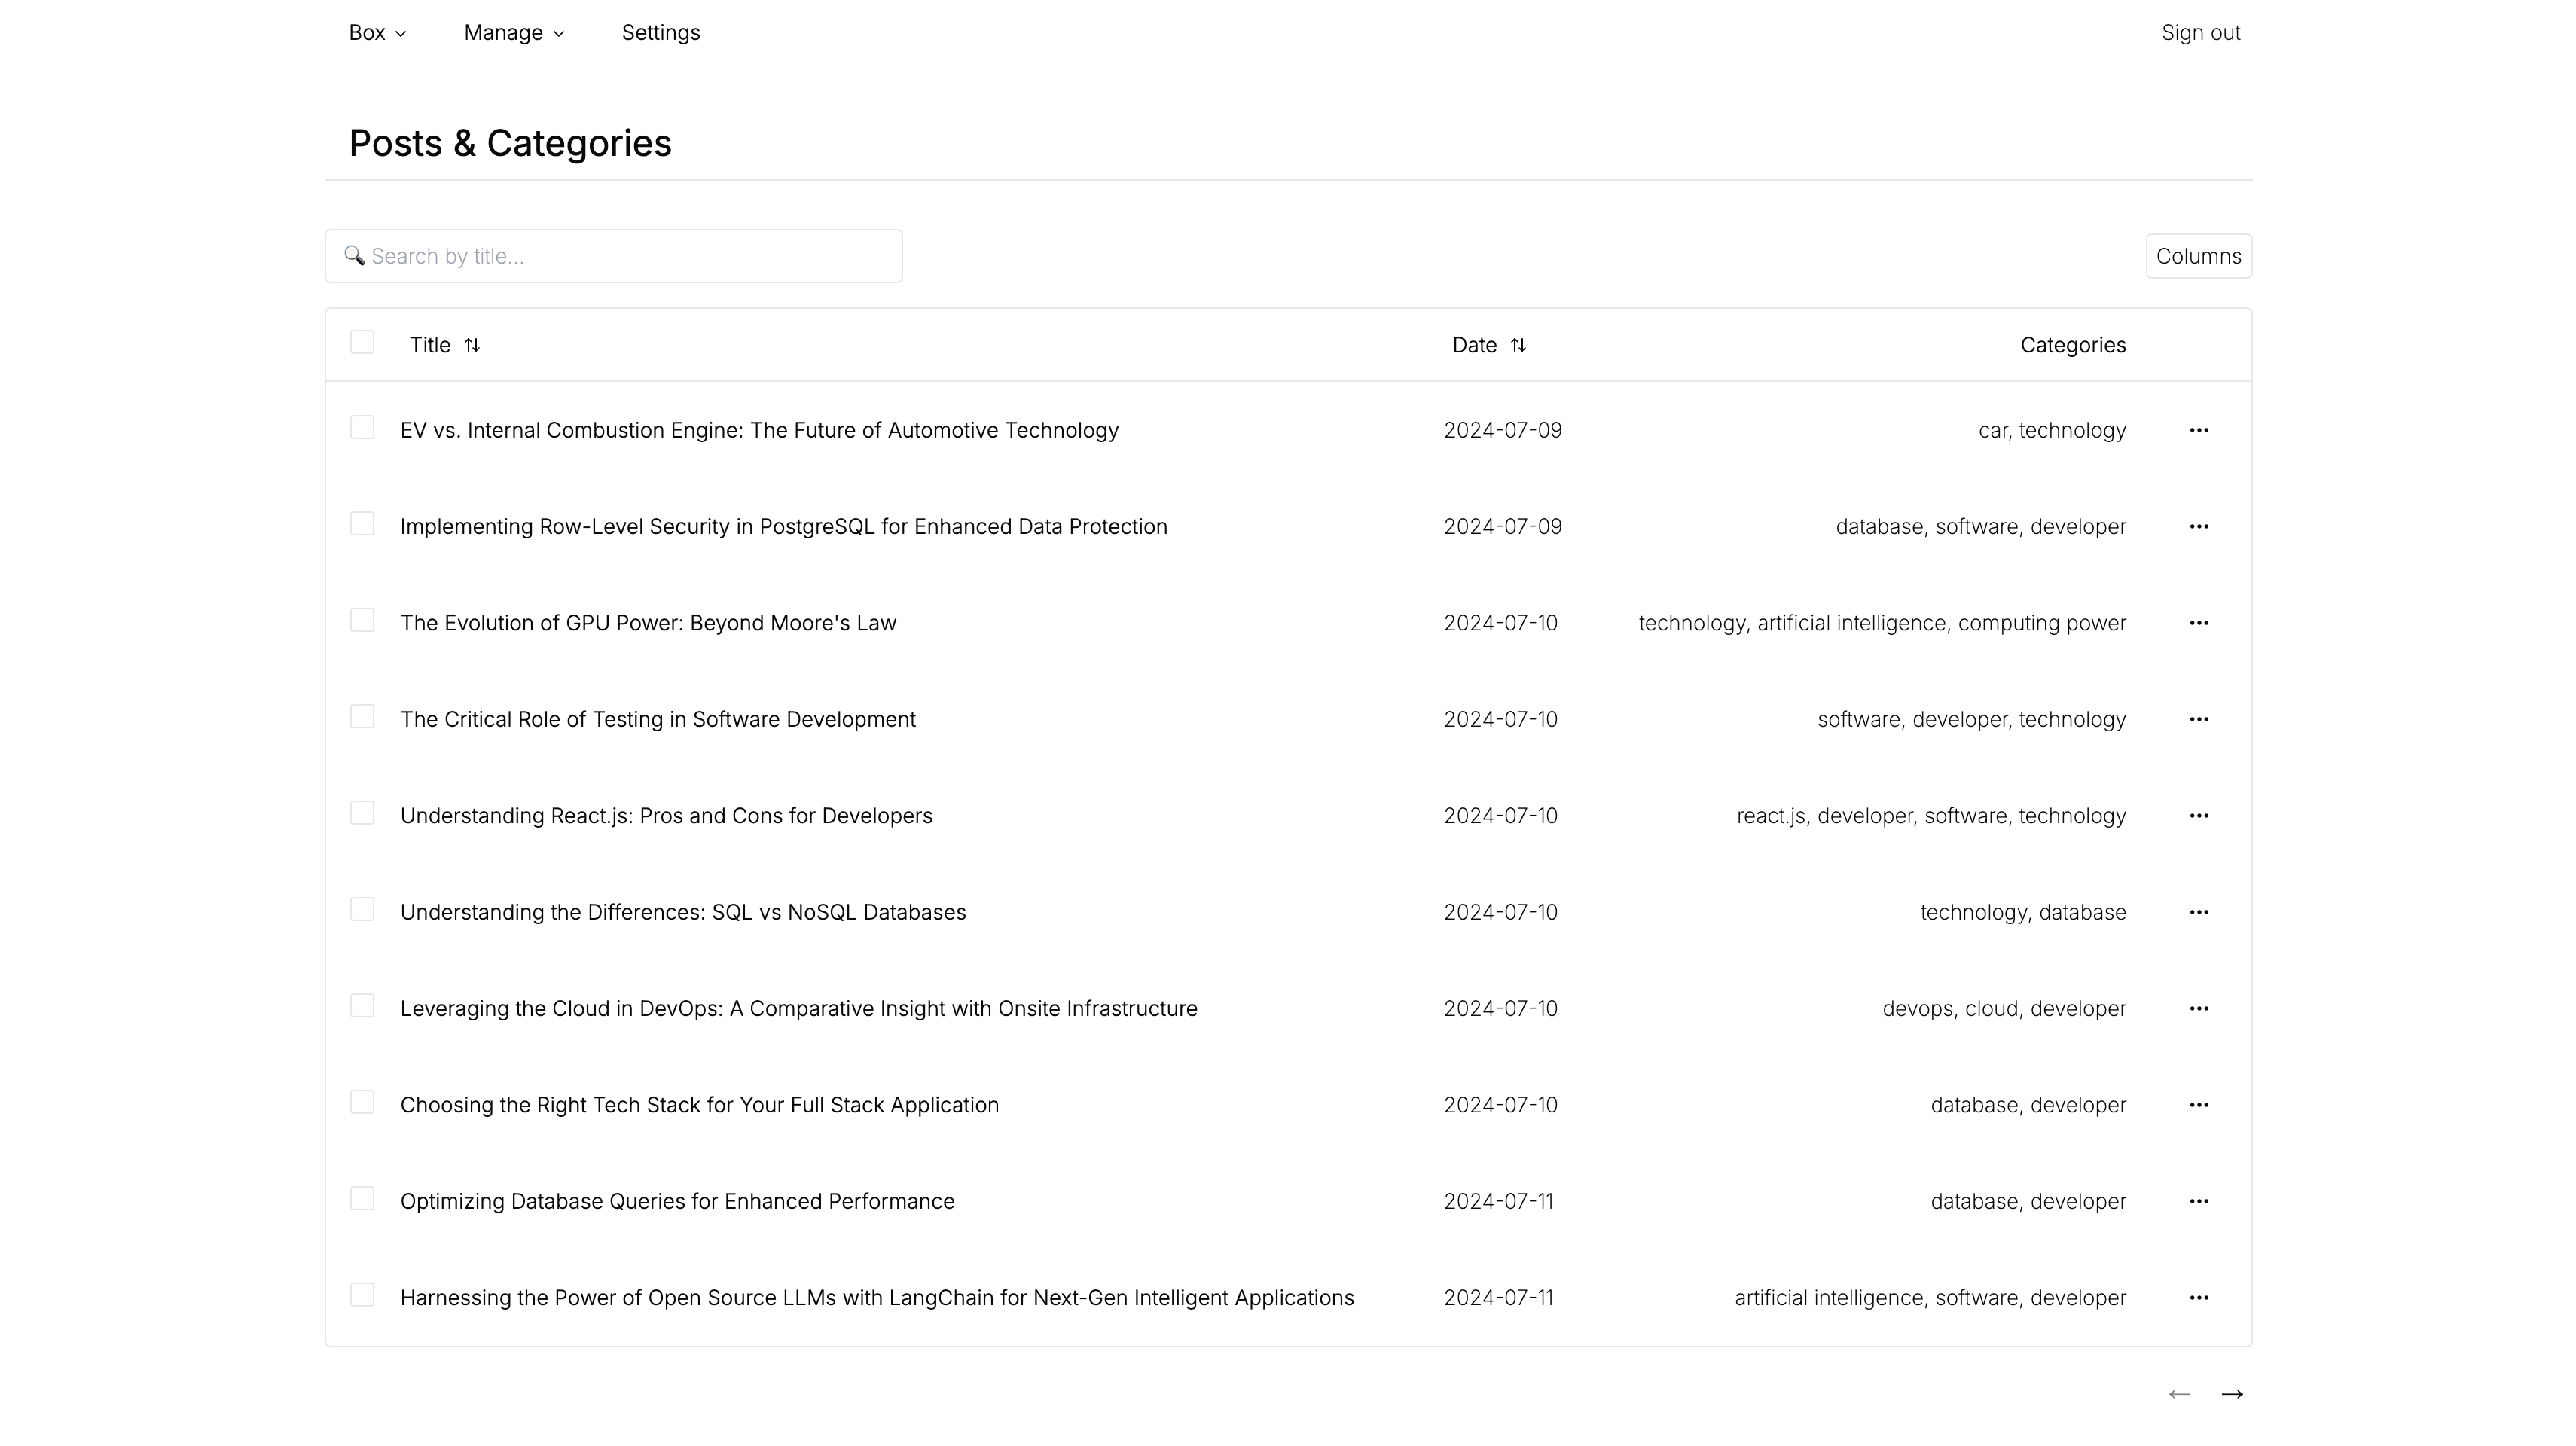 Box Manage Settings Sign out
Posts & Categories
Search by title...
Columns
Title Date Categories
EV vs. Internal Combustion Engine: The Future of Automotive Technology 2024-07-09 car, technology
Implementing Row-Level Security in PostgreSQL for Enhanced Data Protection 2024-07-09 database, software, developer
The Evolution of GPU Power: Beyond Moore's Law 2024-07-10 technology, artificial intelligence, computing power
The Critical Role of Testing in Software Development 2024-07-10 software, developer, technology
Understanding React.js: Pros and Cons for Developers 2024-07-10 react.js, developer, software, technology
Understanding the Differences: SQL vs NoSQL Databases 2024-07-10 technology, database
Leveraging the Cloud in DevOps: A Comparative Insight with Onsite Infrastructure 2024-07-10 devops, cloud, developer
Choosing the Right Tech Stack for Your Full Stack Application 2024-07-10 database, developer
Optimizing Database Queries for Enhanced Performance 2024-07-11 database, developer
Harnessing the Power of Open Source LLMs with LangChain for Next-Gen Intelligent Applications 2024-07-11 artificial intelligence, software, developer